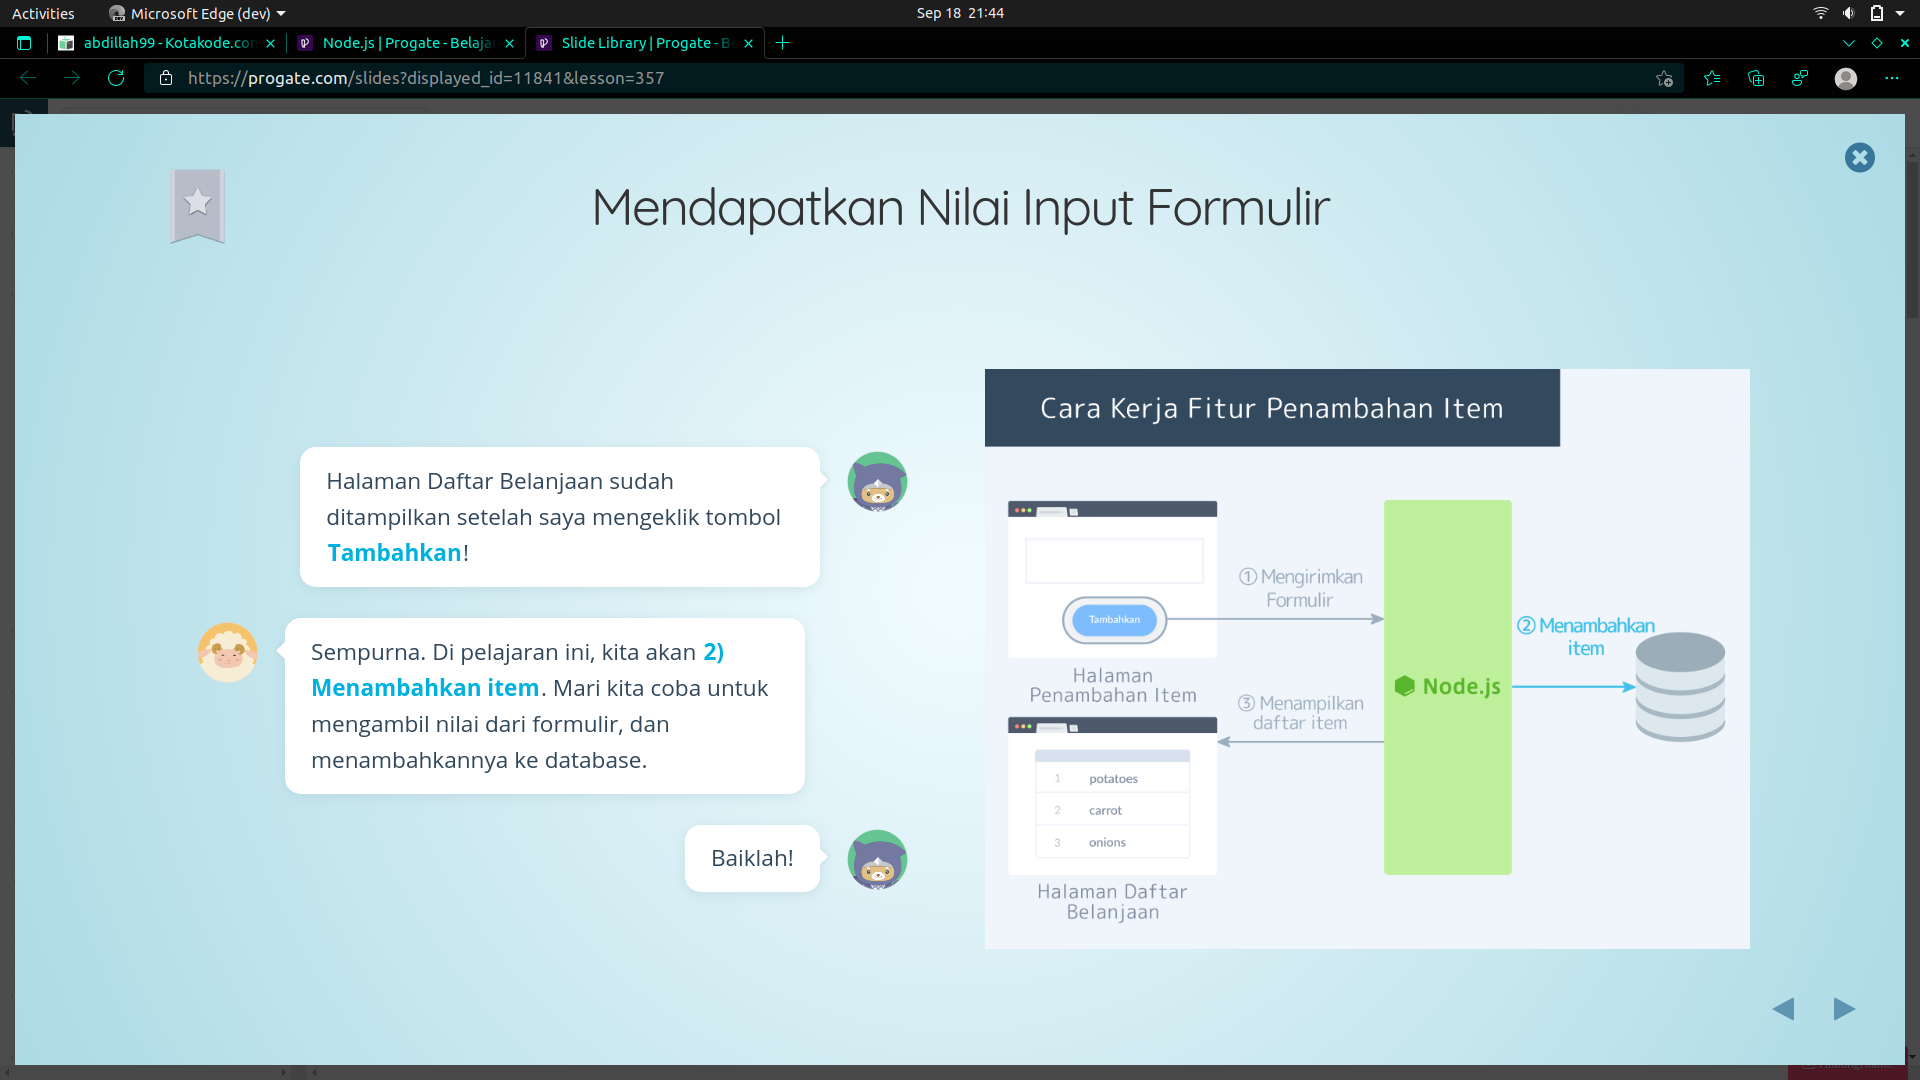 Activities
Microsoft Edge (dev)
Sep 18 21:44
abdillah99 - Kotakode.co
Node.js | Progate - Belaja
Slide Library | Progate - B
https://progate.com/slides?displayed_id=11841&lesson=357
Mendapatkan Nilai Input Formulir
Halaman Daftar Belanjaan sudah
ditampilkan setelah saya mengeklik tombol
Tambahkan!
Sempurna. Di pelajaran ini, kita akan 2)
Menambahkan item. Mari kita coba untuk
mengambil nilai dari formulir, dan
menambahkannya ke database.
Baiklah!
Cara Kerja Fitur Penambahan Item
Tambahkan
Halaman
Penambahan Item
① Mengirimkan
Formulir
Node.js
② Menambahkan
item
③ Menampilkan
daftar item
1 potatoes
2 carrot
3 onions
Halaman Daftar
Belanjaan